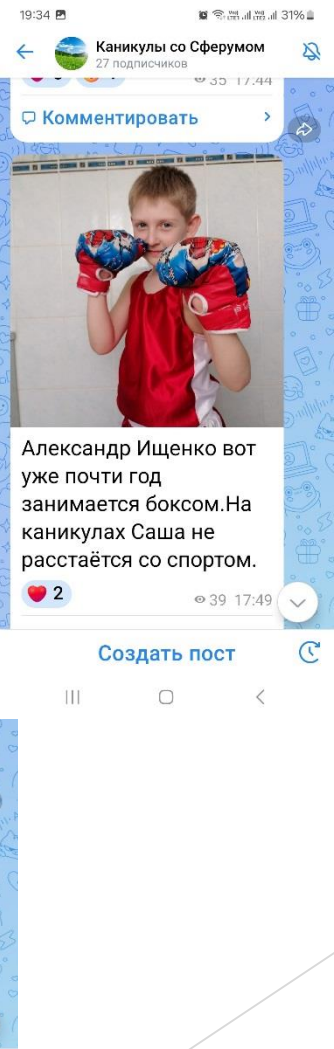 19:34 31%
Каникулы со Сферумом
27 подписчиков
35 17:44
Комментировать
Александр Ищенко вот
уже почти год
занимается боксом.На
каникулах Саша не
расстаётся со спортом.
2
39 17:49
Создать пост